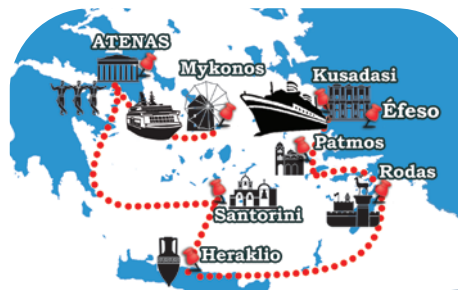 ATENAS
Mykonos
Kusadasi
Éfeso
Patmos
Rodas
Santorini
Heraklio